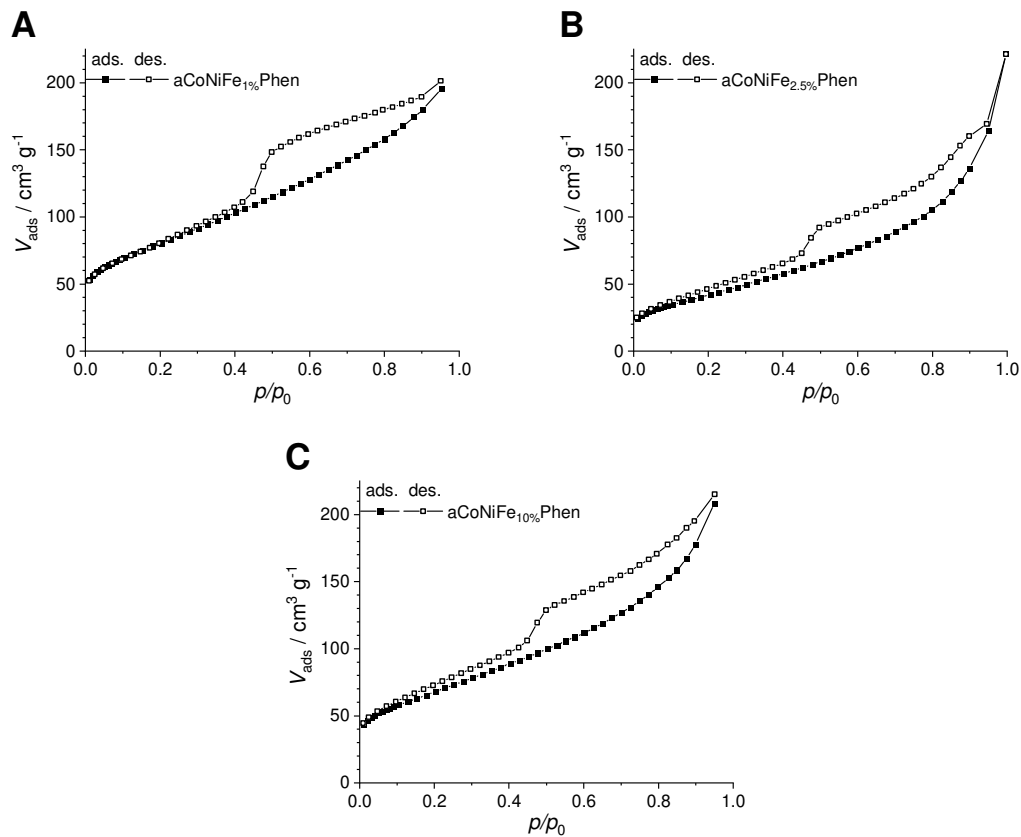 A
ads. des.
aCoNiFe1%Phen
200
150
100
50
0
Vads / cm3 g-1
0.0 0.2 0.4 0.6 0.8 1.0
p/p0
B
ads. des.
aCoNiFe2.5%Phen
200
150
100
50
0
Vads / cm3 g-1
0.0 0.2 0.4 0.6 0.8 1.0
p/p0
C
ads. des.
aCoNiFe10%Phen
200
150
100
50
0
Vads / cm3 g-1
0.0 0.2 0.4 0.6 0.8 1.0
p/p0